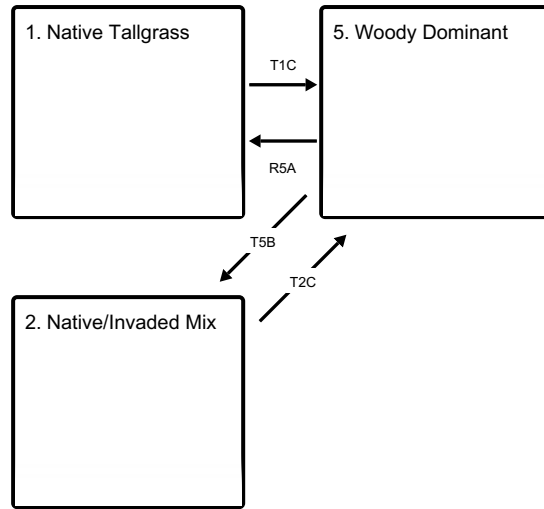 1. Native Tallgrass
5. Woody Dominant
T1C
R5A
T5B
T2C
2. Native/Invaded Mix